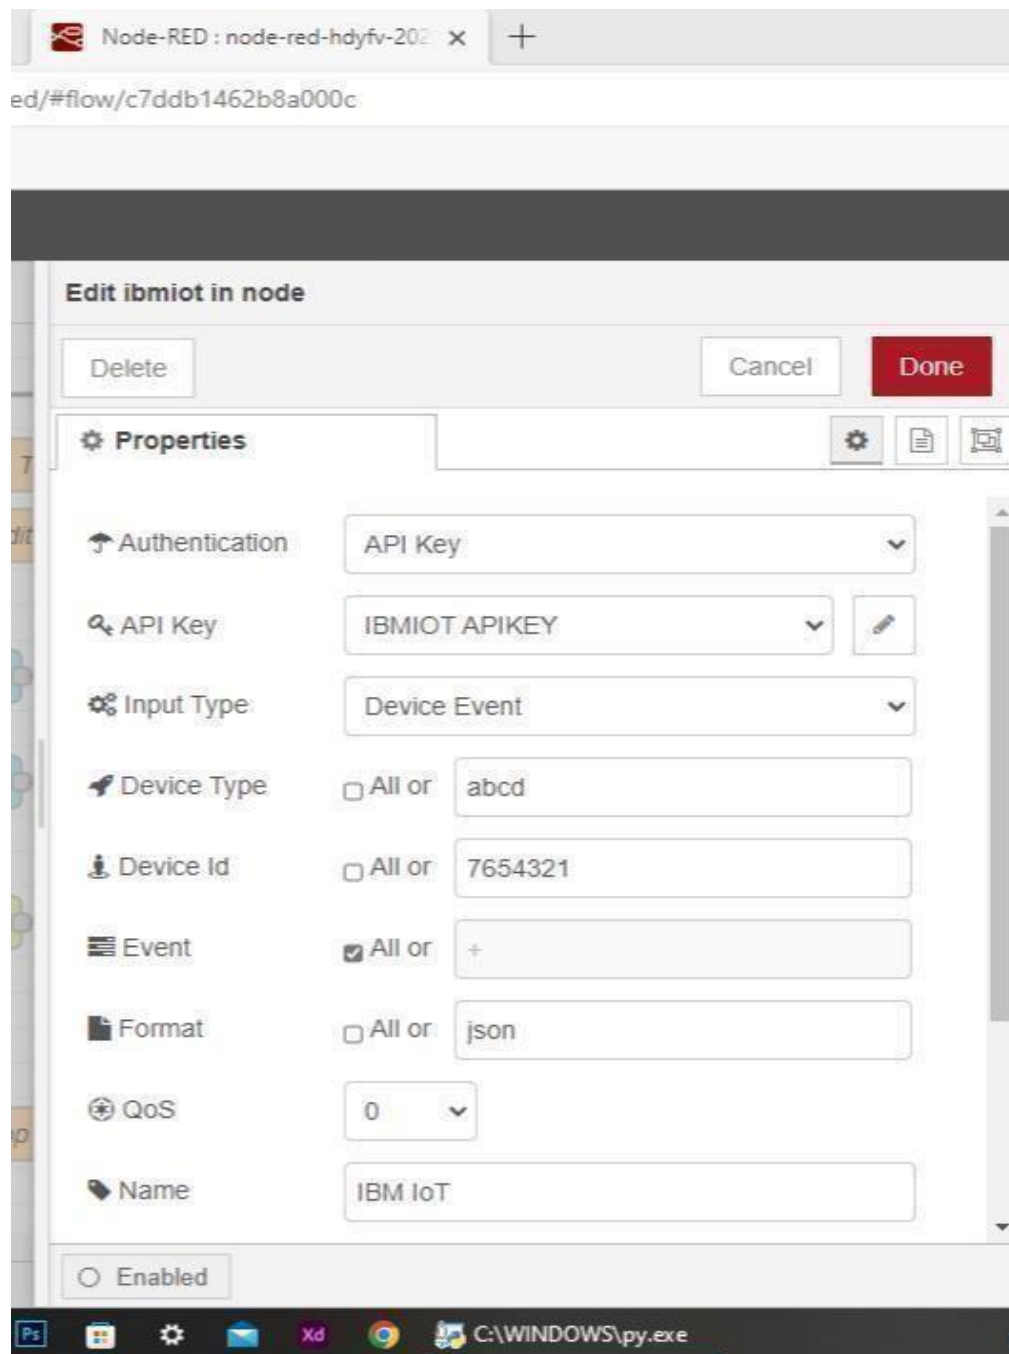 Node-RED : node-red-hdyfv-202
ed/#flow/c7ddb1462b8a000c
Edit ibmiot in node
Delete
Cancel
Done
Properties
Authentication
API Key
API Key
IBMIOT APIKEY
Input Type
Device Event
Device Type
All or
abcd
Device Id
All or
7654321
Event
All or
+
Format
All or
json
QoS
0
Name
IBM IoT
Enabled
Ps
Xd
C:\WINDOWS\py.exe